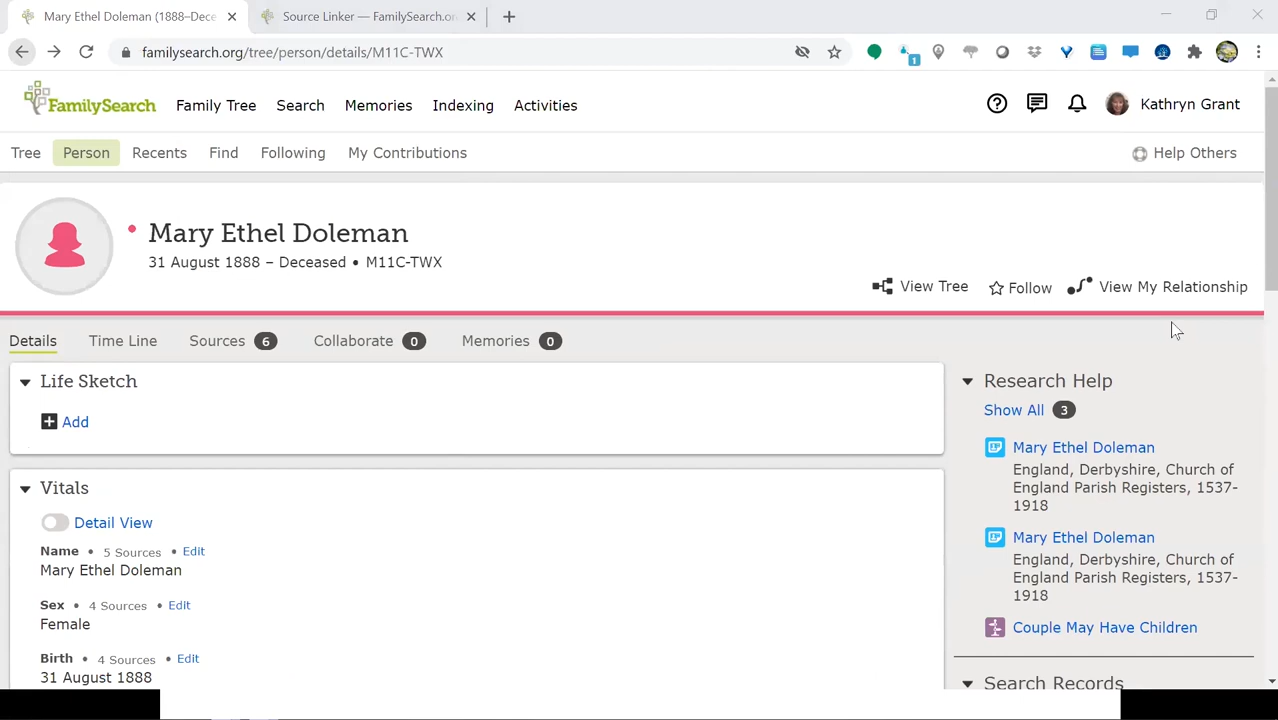 Mary Ethel Doleman (1888–Dece
Source Linker — FamilySearch.or
familysearch.org/tree/person/details/M11C-TWX
1
FamilySearch Family Tree Search Memories Indexing Activities
Kathryn Grant
Tree Person Recents Find Following My Contributions
Help Others
Mary Ethel Doleman
31 August 1888 – Deceased • M11C-TWX
View Tree Follow View My Relationship
Details Time Line Sources 6 Collaborate 0 Memories 0
Life Sketch
Add
Vitals
Detail View
Name • 5 Sources • Edit
Mary Ethel Doleman
Sex • 4 Sources • Edit
Female
Birth • 4 Sources • Edit
31 August 1888
Research Help
Show All 3
Mary Ethel Doleman
England, Derbyshire, Church of
England Parish Registers, 1537-
1918
Mary Ethel Doleman
England, Derbyshire, Church of
England Parish Registers, 1537-
1918
Couple May Have Children
Search Records